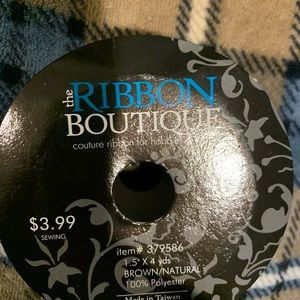 the RIBBON
BOUTIQUE
couture ribbon for
$3.99
SEWING
item# 379586
1.5" X 4 yds
BROWN/NATURAL
100% Polyester
Made in Taiwan